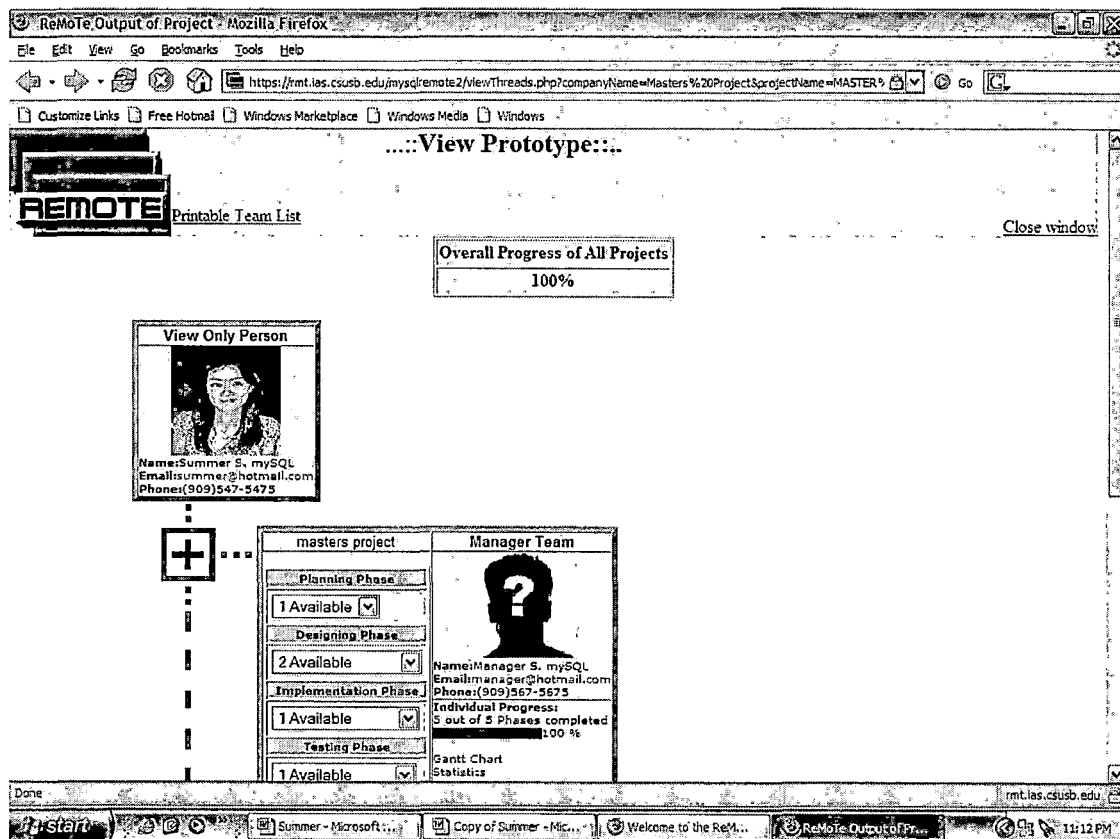 ReMoTe Output of Project - Mozilla Firefox
File Edit View Go Bookmarks Tools Help
https://rmt.ias.csusb.edu/mysqlremote2/viewThreads.php?companyName=Masters%20Project&projectName=MASTER% Go
Customize Links Free Hotmail Windows Marketplace Windows Media Windows
...::View Prototype::..
REMOTE
Printable Team List
Close window
Overall Progress of All Projects
100%
View Only Person
Name:Summer S. mySQL
Email:summer@hotmail.com
Phone:(909)547-5475
masters project
Planning Phase
1 Available
Designing Phase
2 Available
Implementation Phase
1 Available
Testing Phase
1 Available
Manager Team
Name:Manager S. mySQL
Email:manager@hotmail.com
Phone:(909)567-5675
Individual Progress:
5 out of 5 Phases completed
100 %
Gantt Chart
Statistics
Done
rmt.ias.csusb.edu
start
Summer - Microsoft ...
Copy of Summer - Mic...
Welcome to the ReM...
ReMoTe Output of Pr...
11:12 PM